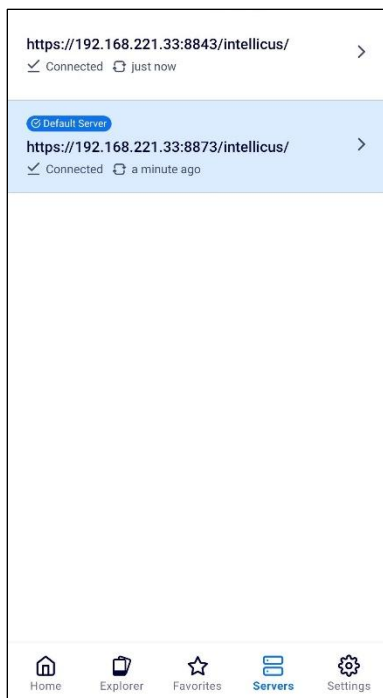 https://192.168.221.33:8843/intellicus/
Connected just now
Default Server
https://192.168.221.33:8873/intellicus/
Connected a minute ago
Home Explorer Favorites Servers Settings